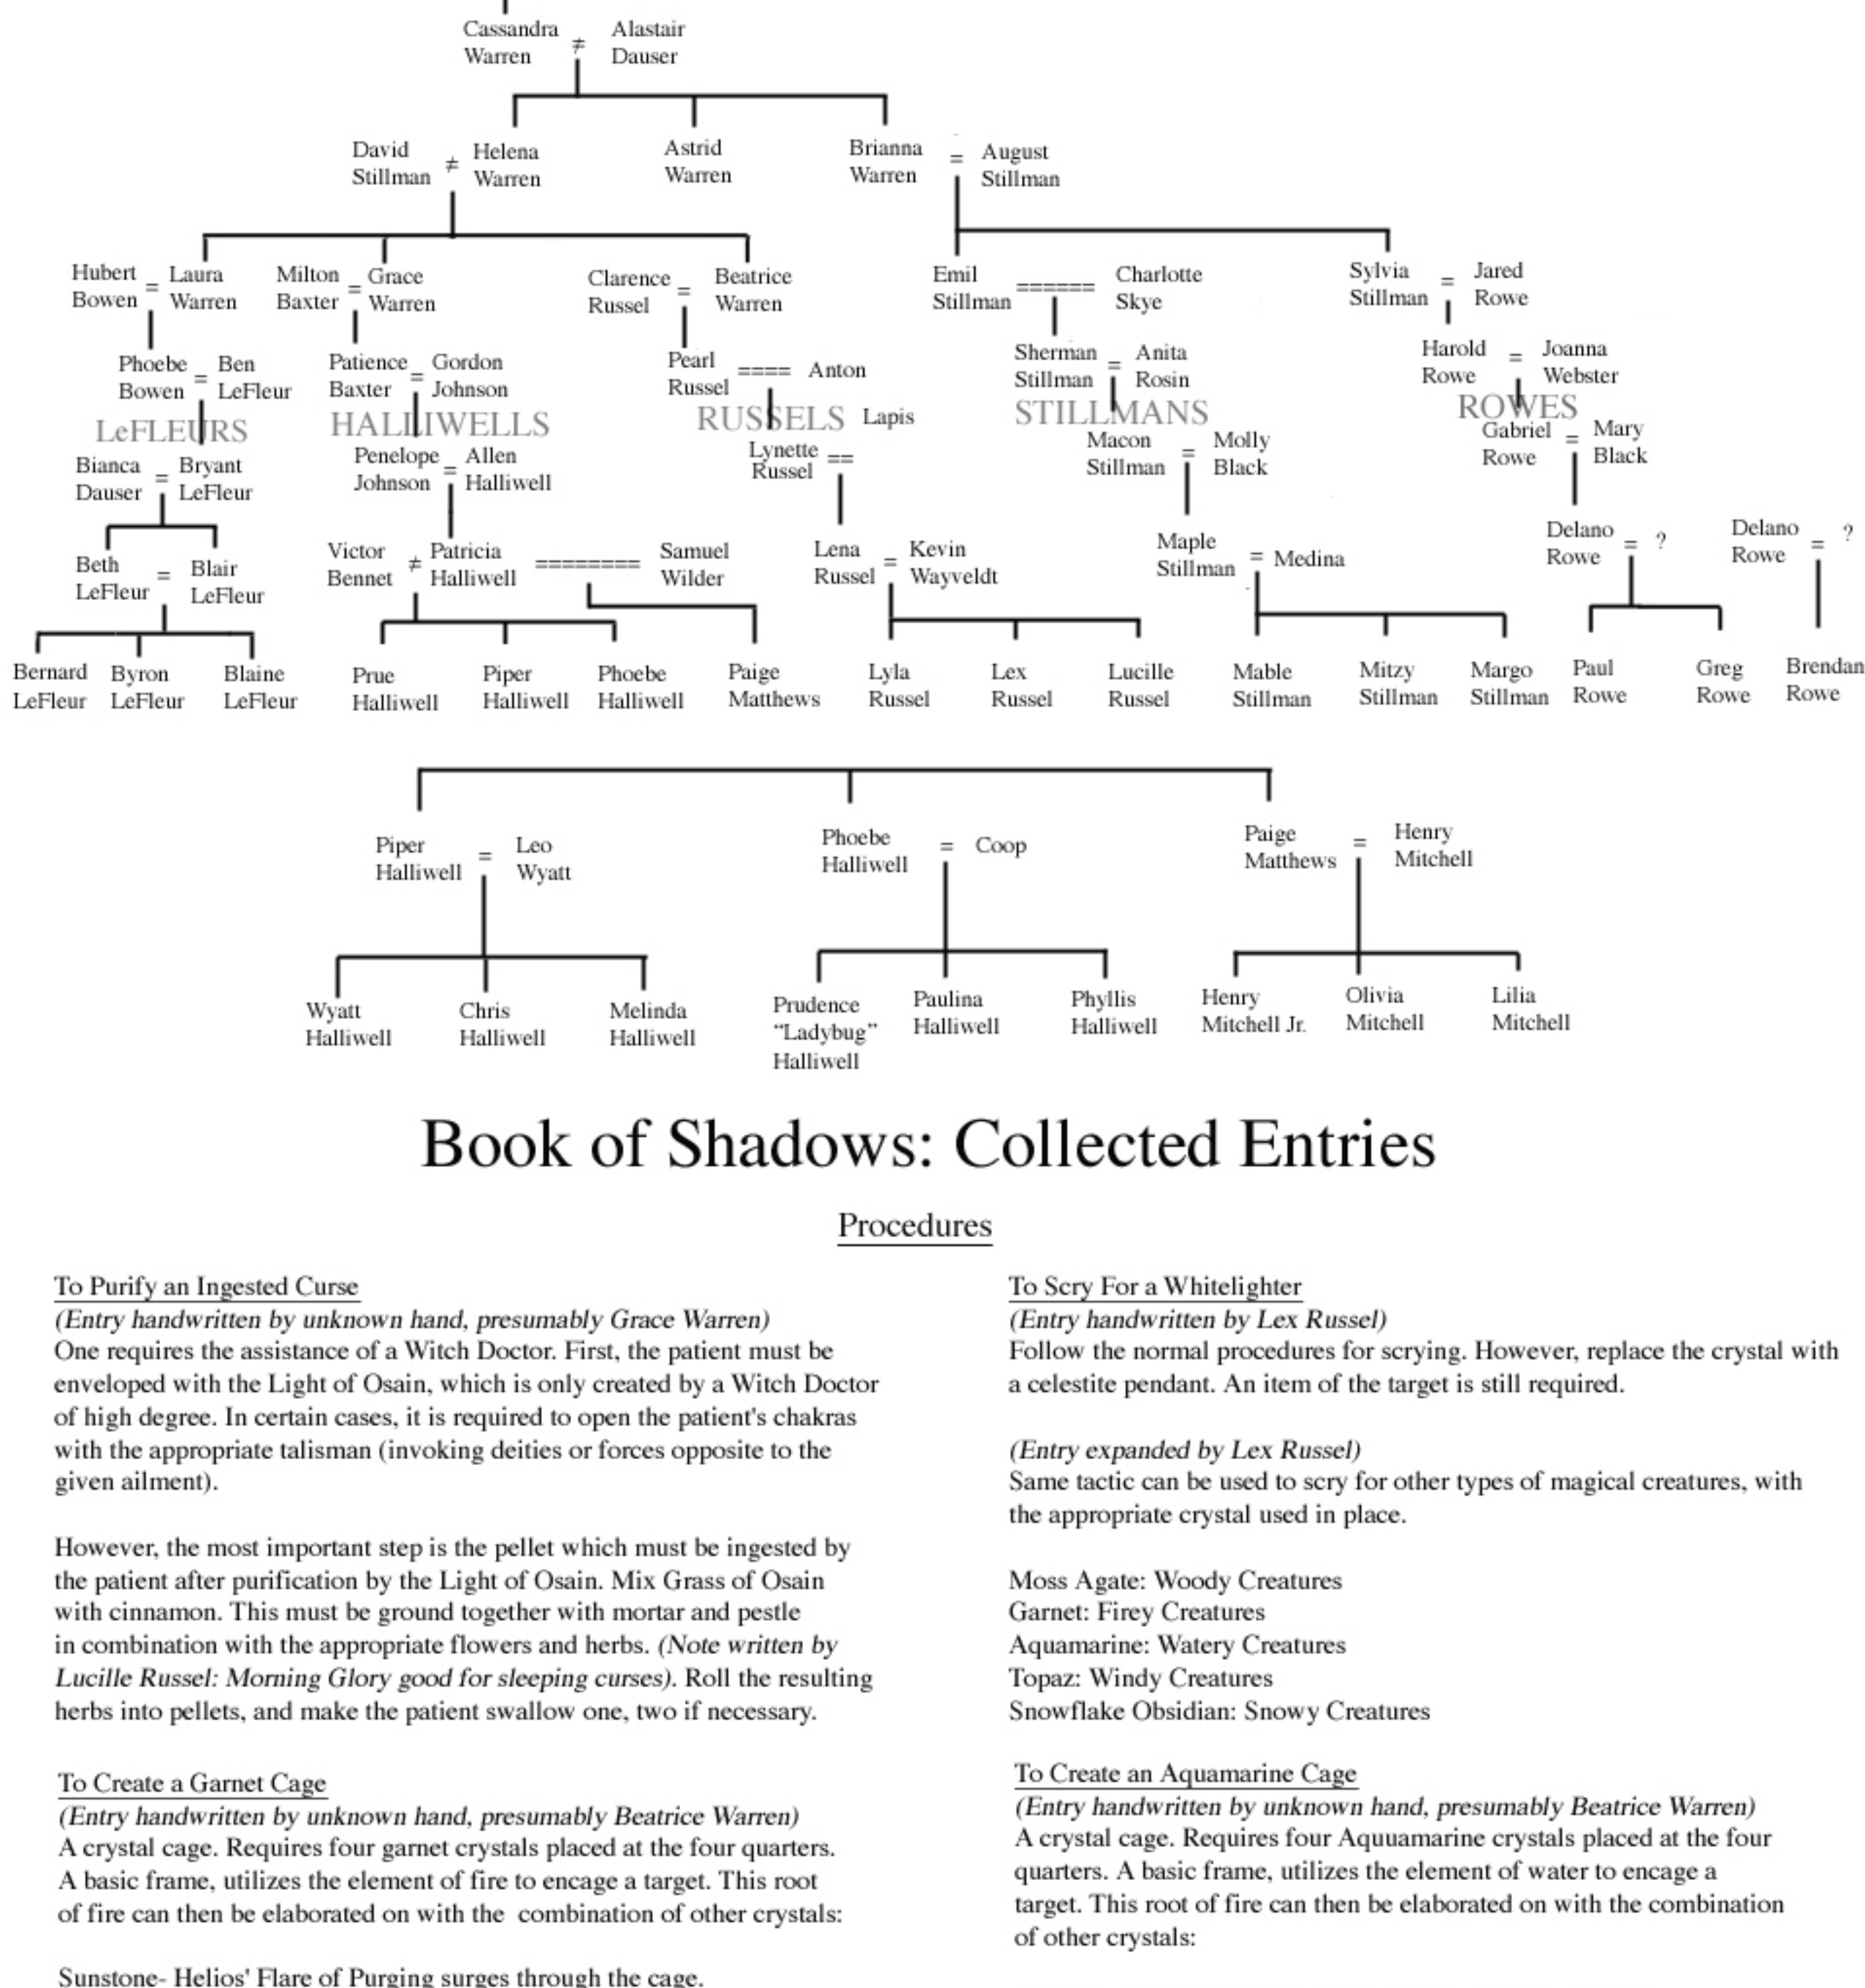 Cassandra Warren ≠ Alastair Dauser
David Stillman ≠ Helena Warren
Astrid Warren
Brianna Warren = August Stillman
Hubert Bowen = Laura Warren
Milton Baxter = Grace Warren
Clarence Russel = Beatrice Warren
Emil Stillman ====== Charlotte Skye
Sylvia Stillman = Jared Rowe
Phoebe Bowen = Ben LeFleur
Patience Baxter = Gordon Johnson
Pearl Russel ==== Anton
Sherman Stillman = Anita Rosin
Harold Rowe = Joanna Webster
LeFLEURS
HALLIWELLS
RUSSELS
Lapis
STILLMANS
ROWES
Bianca Dauser = Bryant LeFleur
Penelope Johnson = Allen Halliwell
Lynette Russel ==
Macon Stillman = Molly Black
Gabriel Rowe = Mary Black
Beth LeFleur = Blair LeFleur
Victor Bennet ≠ Patricia Halliwell ======== Samuel Wilder
Lena Russel = Kevin Wayveldt
Maple Stillman = Medina
Delano Rowe = ?
Delano Rowe = ?
Bernard LeFleur
Byron LeFleur
Blaine LeFleur
Prue Halliwell
Piper Halliwell
Phoebe Halliwell
Paige Matthews
Lyla Russel
Lex Russel
Lucille Russel
Mable Stillman
Mitzy Stillman
Margo Stillman
Paul Rowe
Greg Rowe
Brendan Rowe
Piper Halliwell = Leo Wyatt
Phoebe Halliwell = Coop
Paige Matthews = Henry Mitchell
Wyatt Halliwell
Chris Halliwell
Melinda Halliwell
Prudence “Ladybug” Halliwell
Paulina Halliwell
Phyllis Halliwell
Henry Mitchell Jr.
Olivia Mitchell
Lilia Mitchell
Book of Shadows: Collected Entries
Procedures
To Purify an Ingested Curse
(Entry handwritten by unknown hand, presumably Grace Warren)
One requires the assistance of a Witch Doctor. First, the patient must be
enveloped with the Light of Osain, which is only created by a Witch Doctor
of high degree. In certain cases, it is required to open the patient's chakras
with the appropriate talisman (invoking deities or forces opposite to the
given ailment).
However, the most important step is the pellet which must be ingested by
the patient after purification by the Light of Osain. Mix Grass of Osain
with cinnamon. This must be ground together with mortar and pestle
in combination with the appropriate flowers and herbs. (Note written by
Lucille Russel: Morning Glory good for sleeping curses). Roll the resulting
herbs into pellets, and make the patient swallow one, two if necessary.
To Create a Garnet Cage
(Entry handwritten by unknown hand, presumably Beatrice Warren)
A crystal cage. Requires four garnet crystals placed at the four quarters.
A basic frame, utilizes the element of fire to encage a target. This root
of fire can then be elaborated on with the combination of other crystals:
Sunstone- Helios' Flare of Purging surges through the cage.
To Scry For a Whitelighter
(Entry handwritten by Lex Russel)
Follow the normal procedures for scrying. However, replace the crystal with
a celestite pendant. An item of the target is still required.
(Entry expanded by Lex Russel)
Same tactic can be used to scry for other types of magical creatures, with
the appropriate crystal used in place.
Moss Agate: Woody Creatures
Garnet: Firey Creatures
Aquamarine: Watery Creatures
Topaz: Windy Creatures
Snowflake Obsidian: Snowy Creatures
To Create an Aquamarine Cage
(Entry handwritten by unknown hand, presumably Beatrice Warren)
A crystal cage. Requires four Aquuamarine crystals placed at the four
quarters. A basic frame, utilizes the element of water to encage a
target. This root of fire can then be elaborated on with the combination
of other crystals: